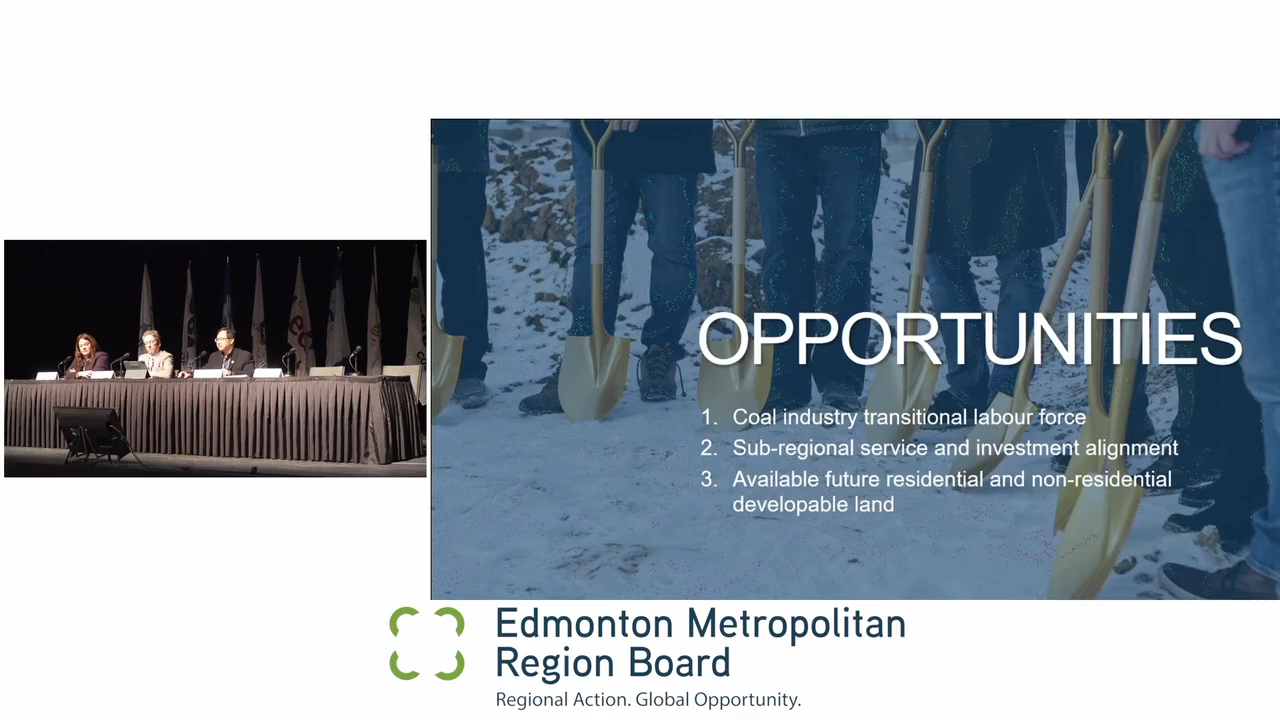 OPPORTUNITIES
1. Coal industry transitional labour force
2. Sub-regional service and investment alignment
3. Available future residential and non-residential
developable land
Edmonton Metropolitan
Region Board
Regional Action. Global Opportunity.